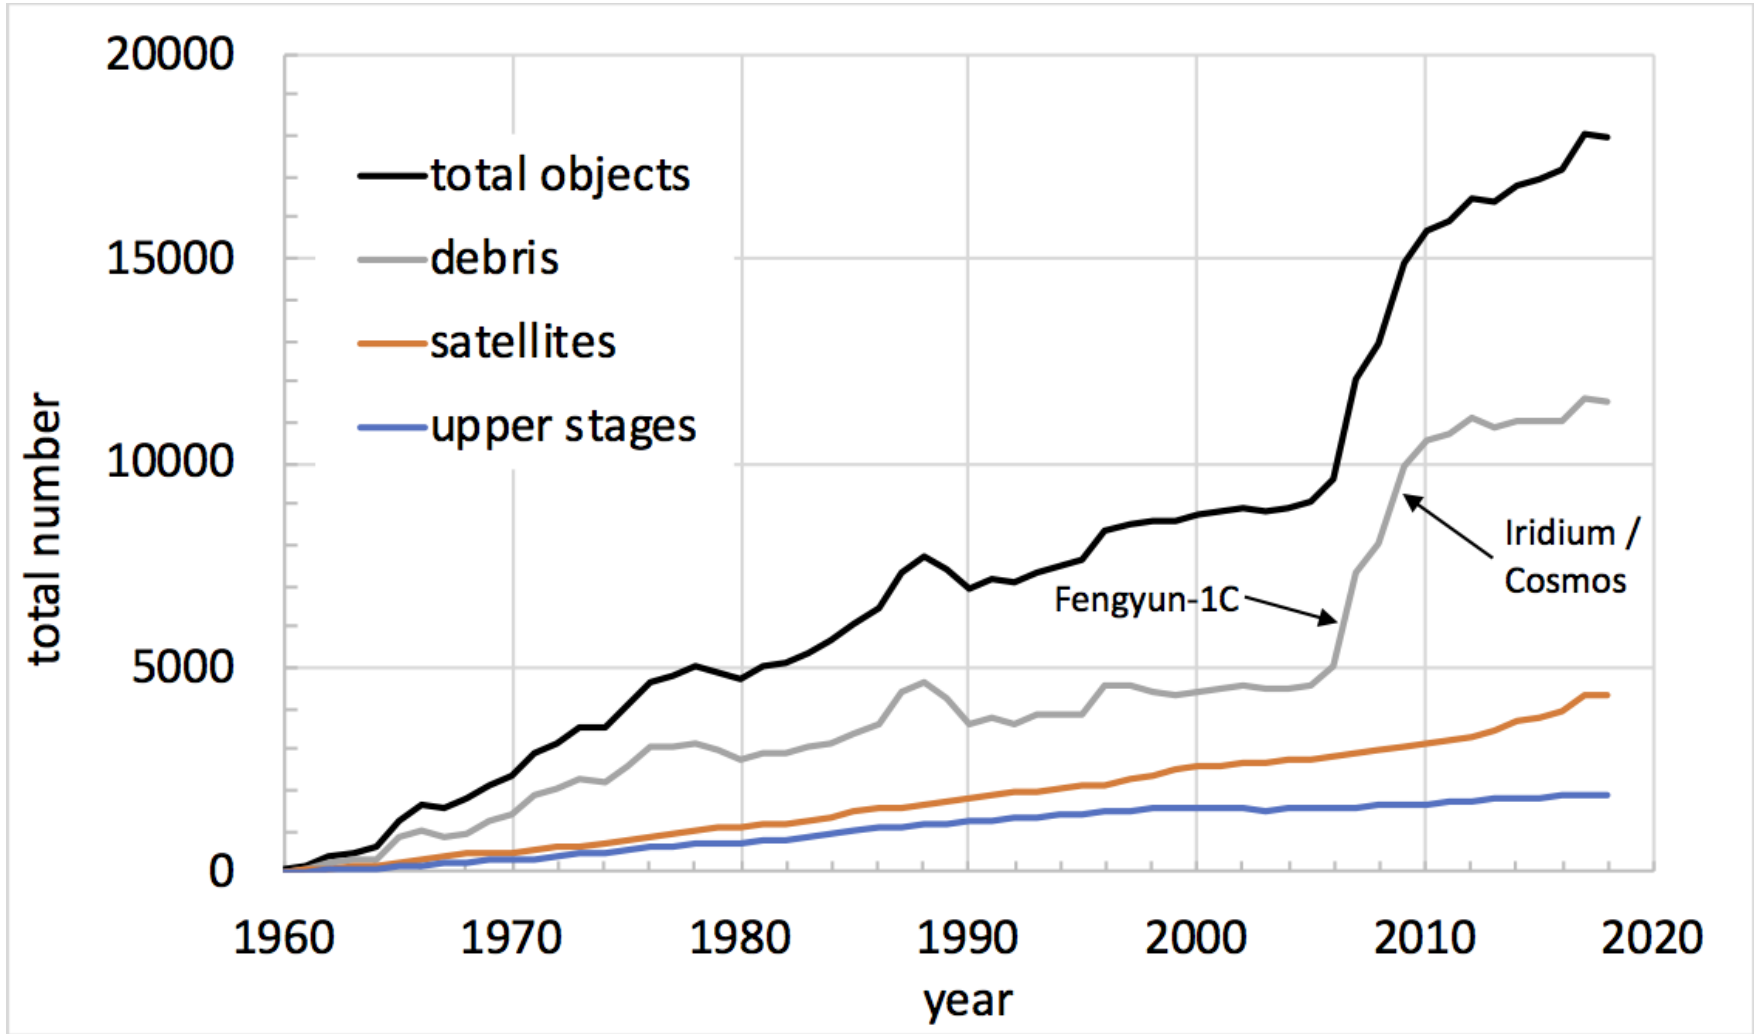 20000
15000
10000
5000
0
total number
total objects
debris
satellites
upper stages
Fengyun-1C
Iridium /
Cosmos
1960 1970 1980 1990 2000 2010 2020
year